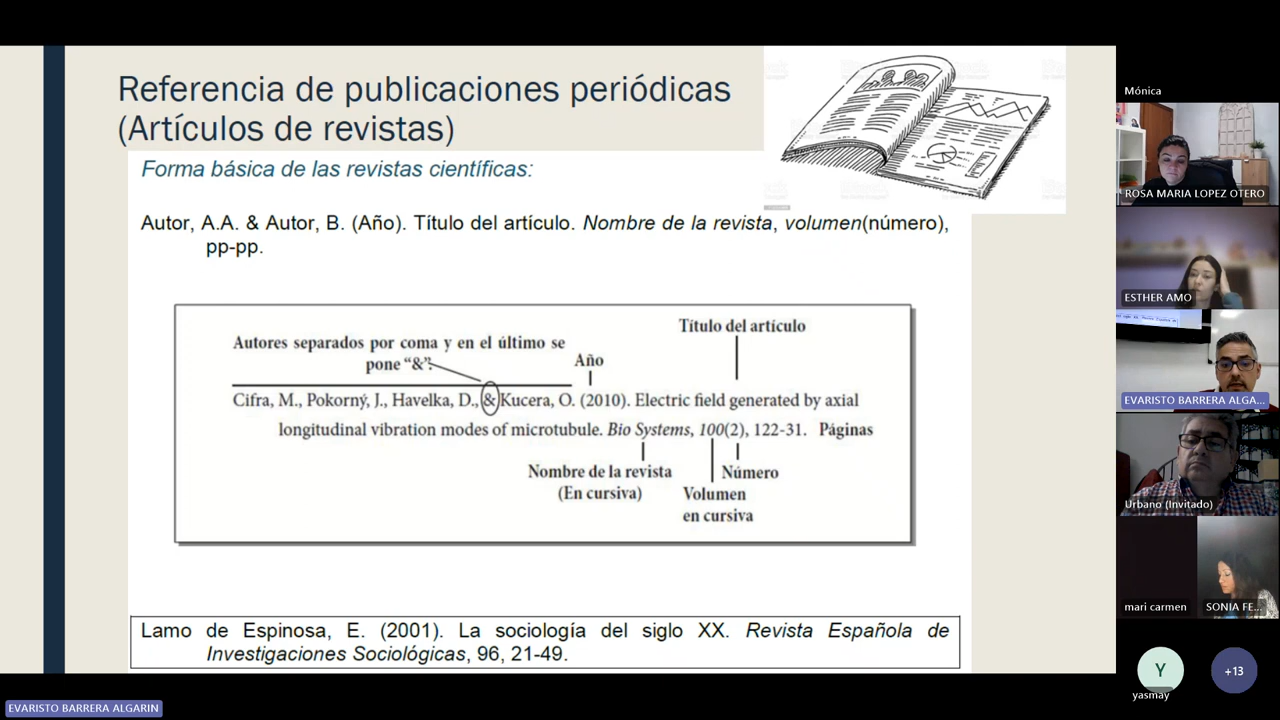 Referencia de publicaciones periódicas
(Artículos de revistas)
Forma básica de las revistas científicas:
Autor, A.A. & Autor, B. (Año). Título del artículo. Nombre de la revista, volumen(número),
pp-pp.
Título del artículo
Autores separados por coma y en el último se
pone “&”.
Año
Cifra, M., Pokorný, J., Havelka, D., & Kucera, O. (2010). Electric field generated by axial
longitudinal vibration modes of microtubule. Bio Systems, 100(2), 122-31. Páginas
Nombre de la revista
(En cursiva)
Número
Volumen
en cursiva
Lamo de Espinosa, E. (2001). La sociología del siglo XX. Revista Española de
Investigaciones Sociológicas, 96, 21-49.
Mónica
ROSA MARIA LOPEZ OTERO
ESTHER AMO
EVARISTO BARRERA ALGA...
Urbano (Invitado)
mari carmen
SONIA FE...
Y
yasmay
+13
EVARISTO BARRERA ALGARIN